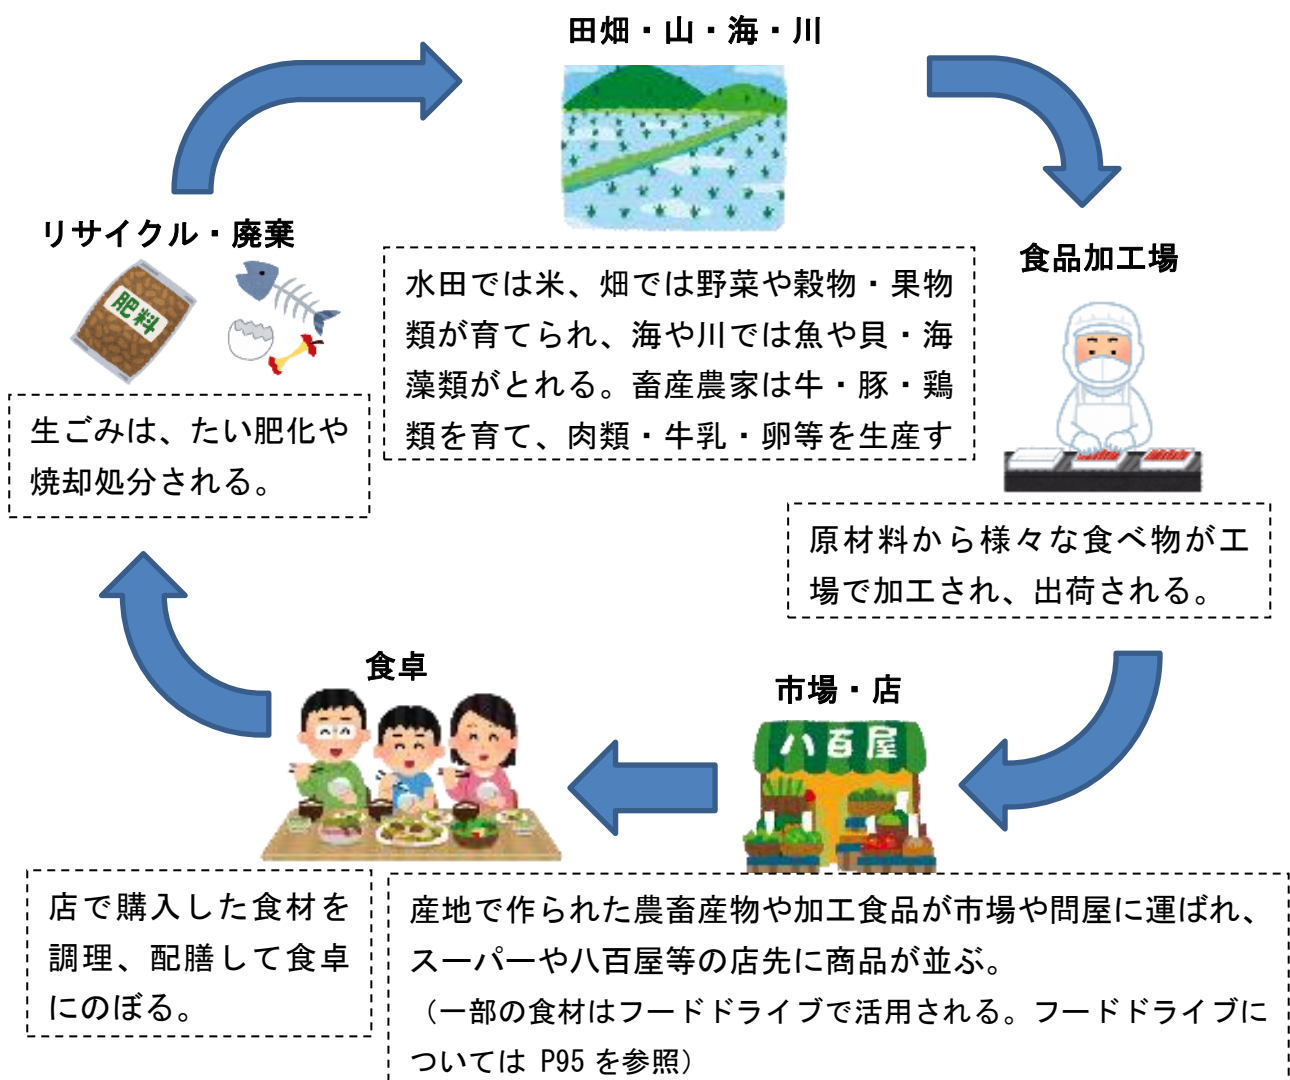 田畑・山・海・川
水田では米、畑では野菜や穀物・果物
類が育てられ、海や川では魚や貝・海
藻類がとれる。畜産農家は牛・豚・鶏
類を育て、肉類・牛乳・卵等を生産す
食品加工場
原材料から様々な食べ物が工
場で加工され、出荷される。
市場・店
八百屋
産地で作られた農畜産物や加工食品が市場や問屋に運ばれ、
スーパーや八百屋等の店先に商品が並ぶ。
（一部の食材はフードドライブで活用される。フードドライブに
ついては P95 を参照）
食卓
店で購入した食材を
調理、配膳して食卓
にのぼる。
リサイクル・廃棄
肥料
生ごみは、たい肥化や
焼却処分される。